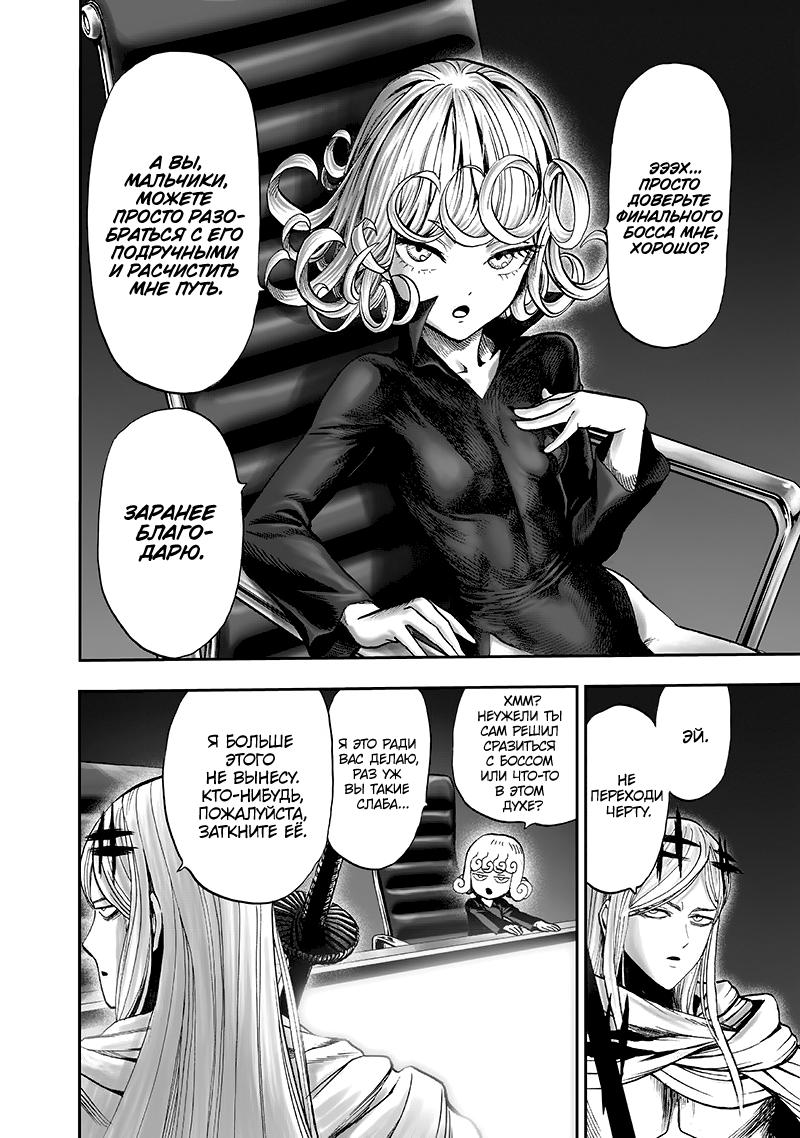 ЭЭЭХ...
ПРОСТО
ДОВЕРЬТЕ
ФИНАЛЬНОГО
БОССА МНЕ,
ХОРОШО?
А ВЫ,
МАЛЬЧИКИ,
МОЖЕТЕ
ПРОСТО РАЗО-
БРАТЬСЯ С ЕГО
ПОДРУЧНЫМИ
И РАСЧИСТИТЬ
МНЕ ПУТЬ.
ЗАРАНЕЕ
БЛАГО-
ДАРЮ.
ЭЙ.
НЕ
ПЕРЕХОДИ
ЧЕРТУ.
ХММ?
НЕУЖЕЛИ ТЫ
САМ РЕШИЛ
СРАЗИТЬСЯ
С БОССОМ
ИЛИ ЧТО-ТО
В ЭТОМ
ДУХЕ?
Я ЭТО РАДИ
ВАС ДЕЛАЮ,
РАЗ УЖ
ВЫ ТАКИЕ
СЛАБА...
Я БОЛЬШЕ
ЭТОГО
НЕ ВЫНЕСУ.
КТО-НИБУДЬ,
ПОЖАЛУЙСТА,
ЗАТКНИТЕ ЕЁ.